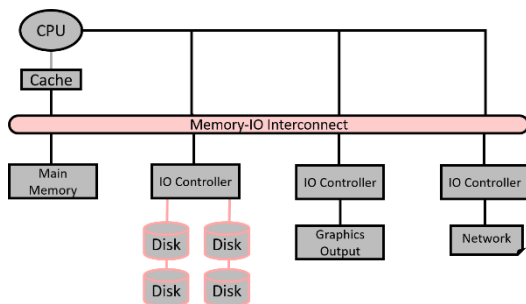 CPU
Cache
Memory-IO Interconnect
Main
Memory
IO Controller
IO Controller
IO Controller
Disk
Disk
Disk
Disk
Graphics
Output
Network